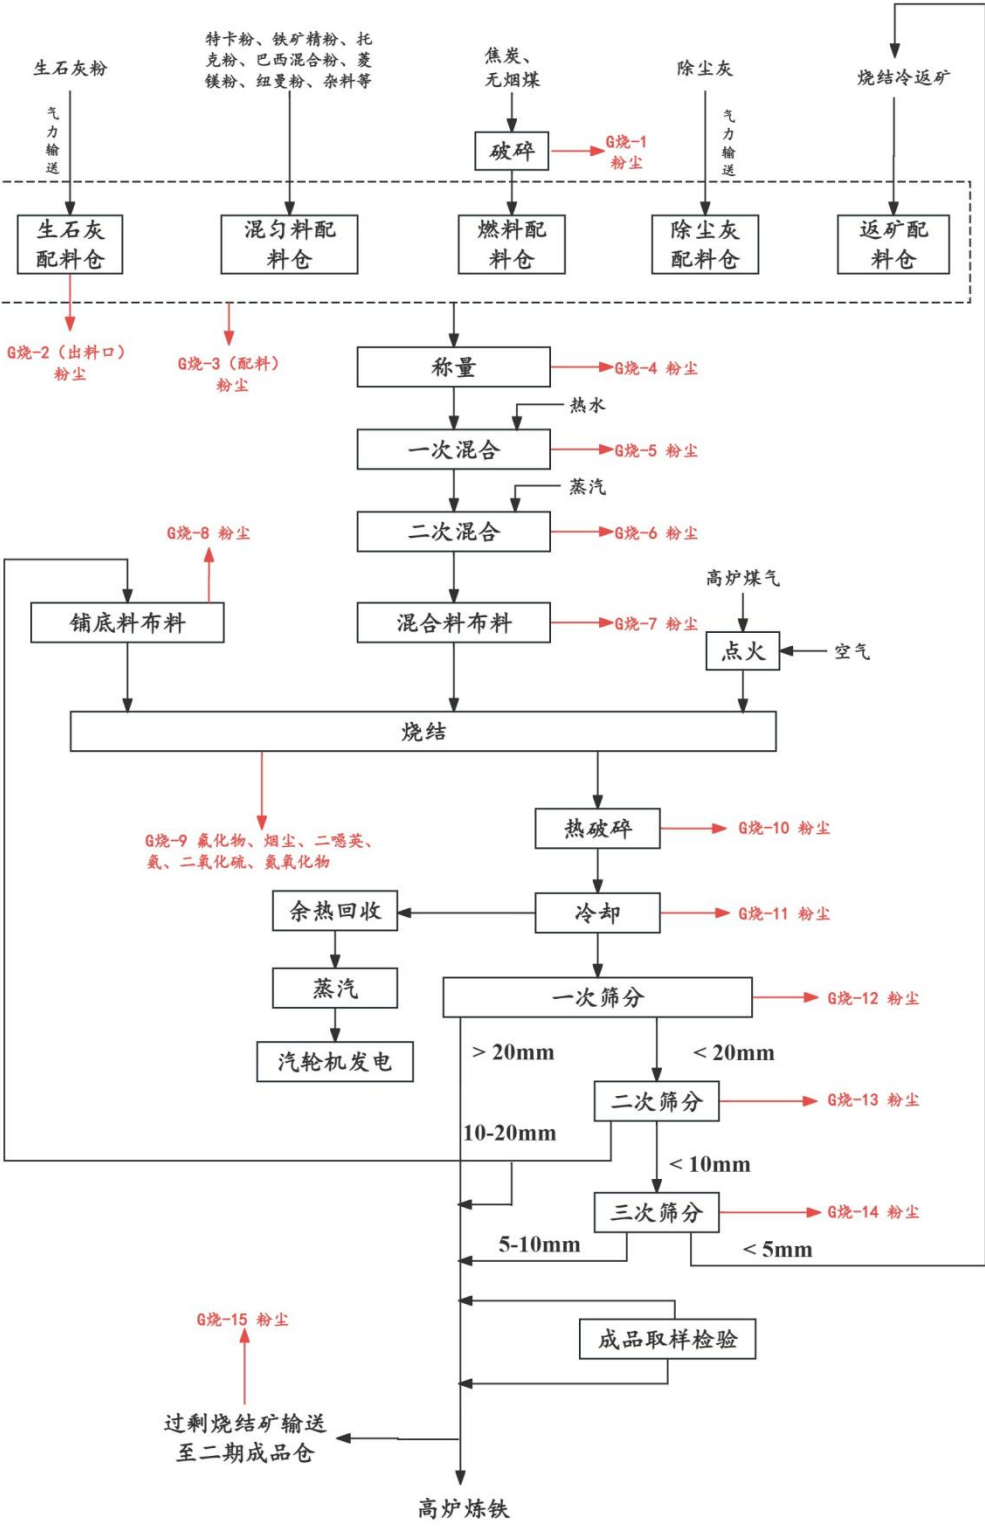 生石灰粉
特卡粉、铁矿精粉、托
克粉、巴西混合粉、菱
镁粉、纽曼粉、杂料等
焦炭、
无烟煤
除尘灰
烧结冷返矿
气力输送
气力输送
破碎
G烧-1
粉尘
生石灰
配料仓
混匀料配
料仓
燃料配
料仓
除尘灰
配料仓
返矿配
料仓
G烧-2（出料口）
粉尘
G烧-3（配料）
粉尘
称量
G烧-4 粉尘
热水
一次混合
G烧-5 粉尘
蒸汽
二次混合
G烧-6 粉尘
G烧-8 粉尘
高炉煤气
铺底料布料
混合料布料
G烧-7 粉尘
点火
空气
烧结
G烧-9 氟化物、烟尘、二噁英、
氨、二氧化硫、氮氧化物
热破碎
G烧-10 粉尘
余热回收
冷却
G烧-11 粉尘
蒸汽
一次筛分
G烧-12 粉尘
汽轮机发电
> 20mm
< 20mm
二次筛分
G烧-13 粉尘
10-20mm
< 10mm
三次筛分
G烧-14 粉尘
5-10mm
< 5mm
G烧-15 粉尘
成品取样检验
过剩烧结矿输送
至二期成品仓
高炉炼铁